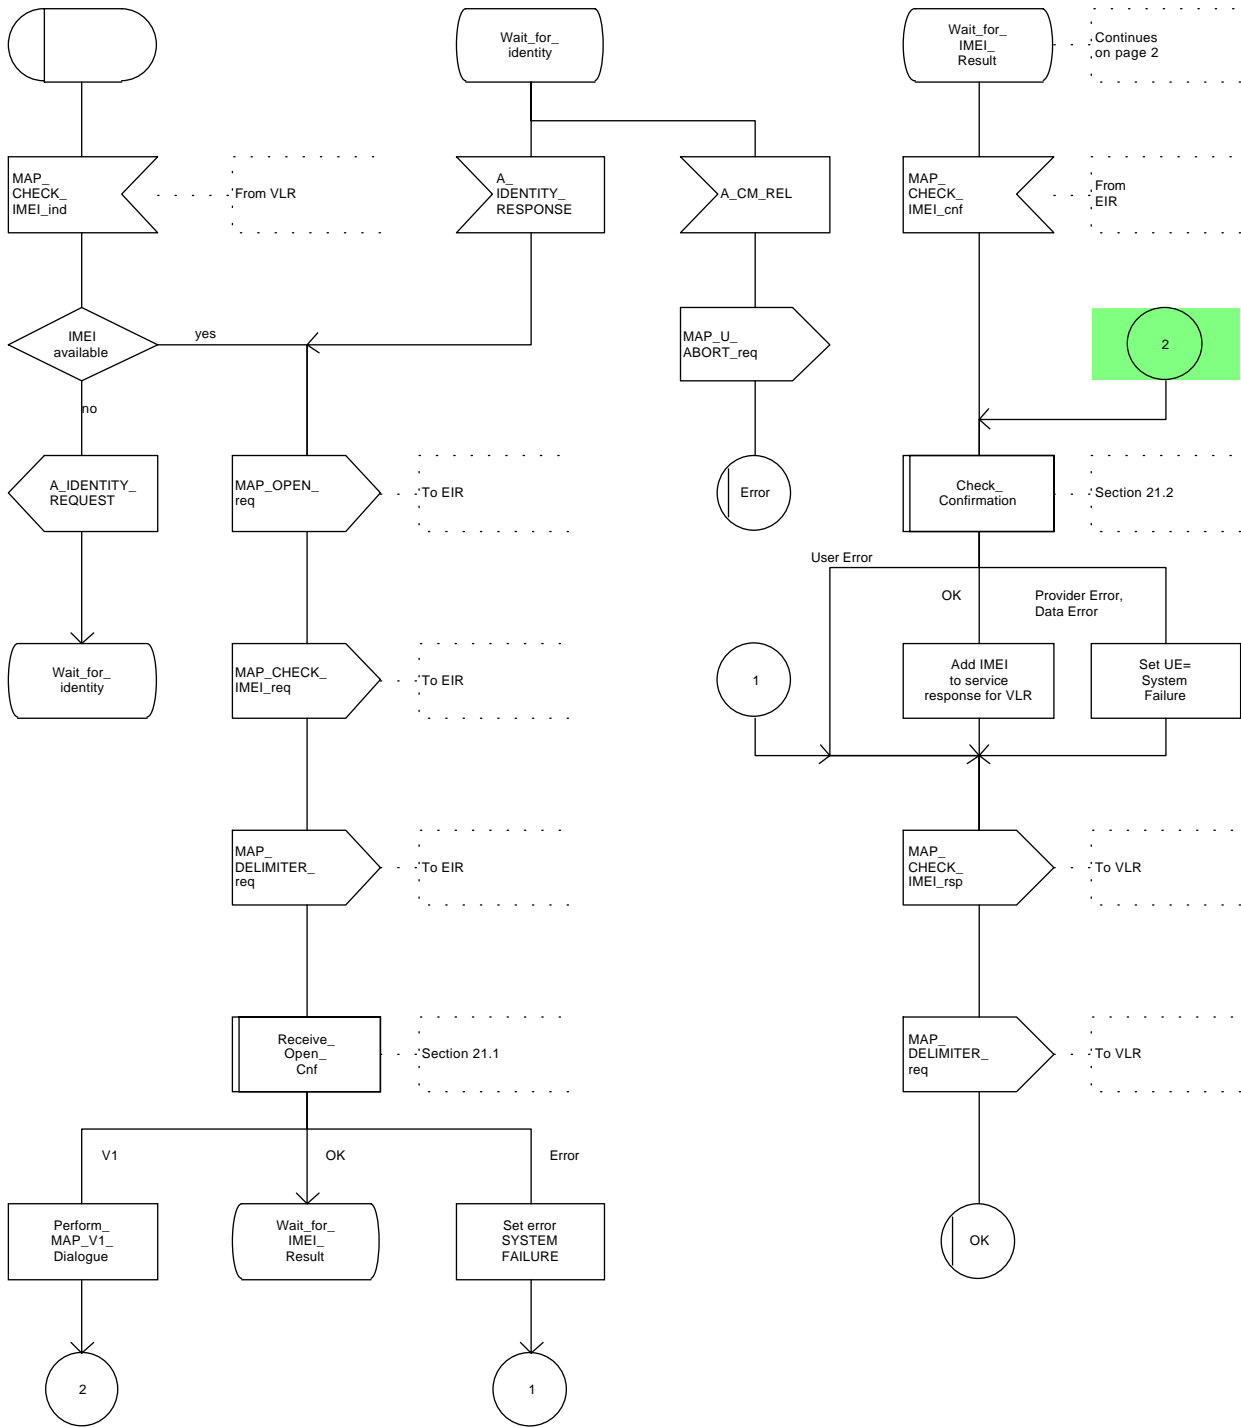 Wait_for_
identity
Wait_for_
IMEI_
Result
Continues
on page 2
MAP_
CHECK_
IMEI_ind
From VLR
A_
IDENTITY_
RESPONSE
A_CM_REL
MAP_
CHECK_
IMEI_cnf
From
EIR
IMEI
available
yes
no
MAP_U_
ABORT_req
2
A_IDENTITY_
REQUEST
MAP_OPEN_
req
To EIR
Error
Check_
Confirmation
Section 21.2
User Error
OK
Provider Error,
Data Error
Wait_for_
identity
MAP_CHECK_
IMEI_req
To EIR
1
Add IMEI
to service
response for VLR
Set UE=
System
Failure
MAP_
DELIMITER_
req
To EIR
MAP_
CHECK_
IMEI_rsp
To VLR
Receive_
Open_
Cnf
Section 21.1
MAP_
DELIMITER_
req
To VLR
V1
OK
Error
Perform_
MAP_V1_
Dialogue
Wait_for_
IMEI_
Result
Set error
SYSTEM
FAILURE
OK
2
1